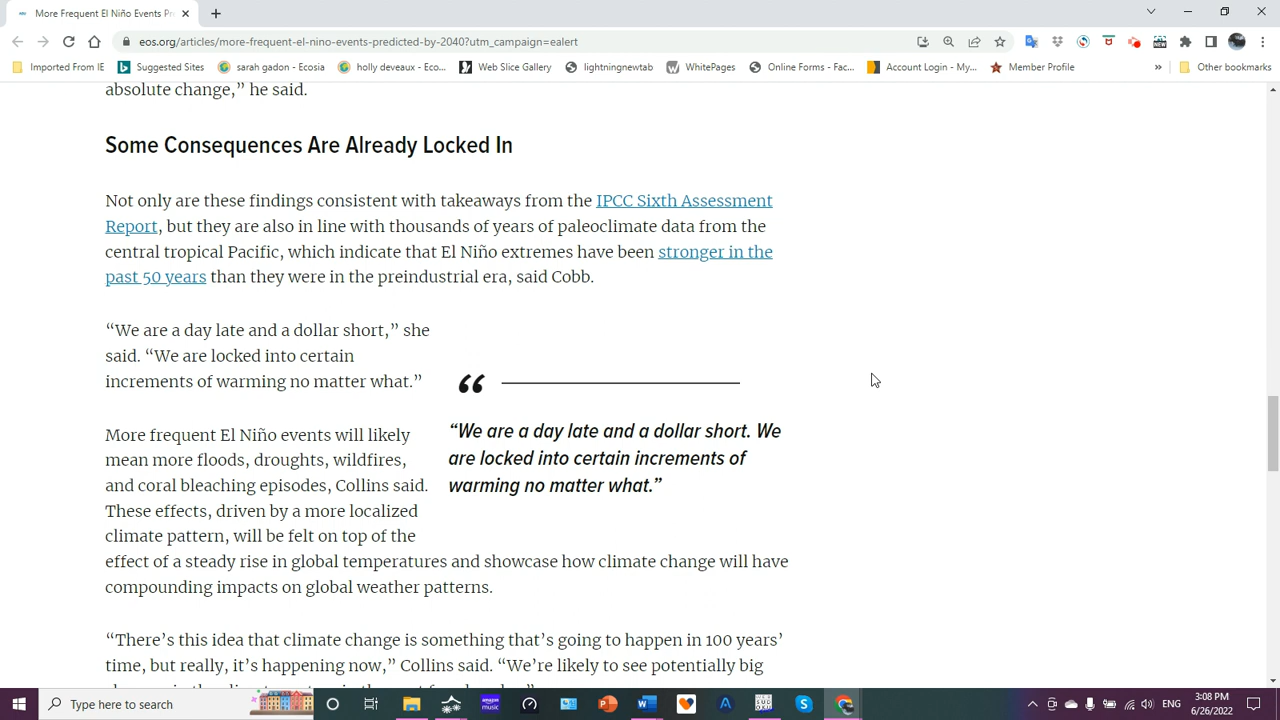 More Frequent El Niño Events Pr
eos.org/articles/more-frequent-el-nino-events-predicted-by-2040?utm_campaign=ealert
Imported From IE
Suggested Sites
sarah gadon - Ecosia
holly deveaux - Eco...
Web Slice Gallery
lightningnewtab
WhitePages
Online Forms - Fac...
Account Login - My...
Member Profile
»
Other bookmarks
absolute change,” he said.
Some Consequences Are Already Locked In
Not only are these findings consistent with takeaways from the IPCC Sixth Assessment
Report, but they are also in line with thousands of years of paleoclimate data from the
central tropical Pacific, which indicate that El Niño extremes have been stronger in the
past 50 years than they were in the preindustrial era, said Cobb.
“We are a day late and a dollar short,” she
said. “We are locked into certain
increments of warming no matter what.”
“
“We are a day late and a dollar short. We
are locked into certain increments of
warming no matter what.”
More frequent El Niño events will likely
mean more floods, droughts, wildfires,
and coral bleaching episodes, Collins said.
These effects, driven by a more localized
climate pattern, will be felt on top of the
effect of a steady rise in global temperatures and showcase how climate change will have
compounding impacts on global weather patterns.
“There’s this idea that climate change is something that’s going to happen in 100 years’
time, but really, it’s happening now,” Collins said. “We’re likely to see potentially big
Type here to search
amazon
music
ENG
3:08 PM
6/26/2022